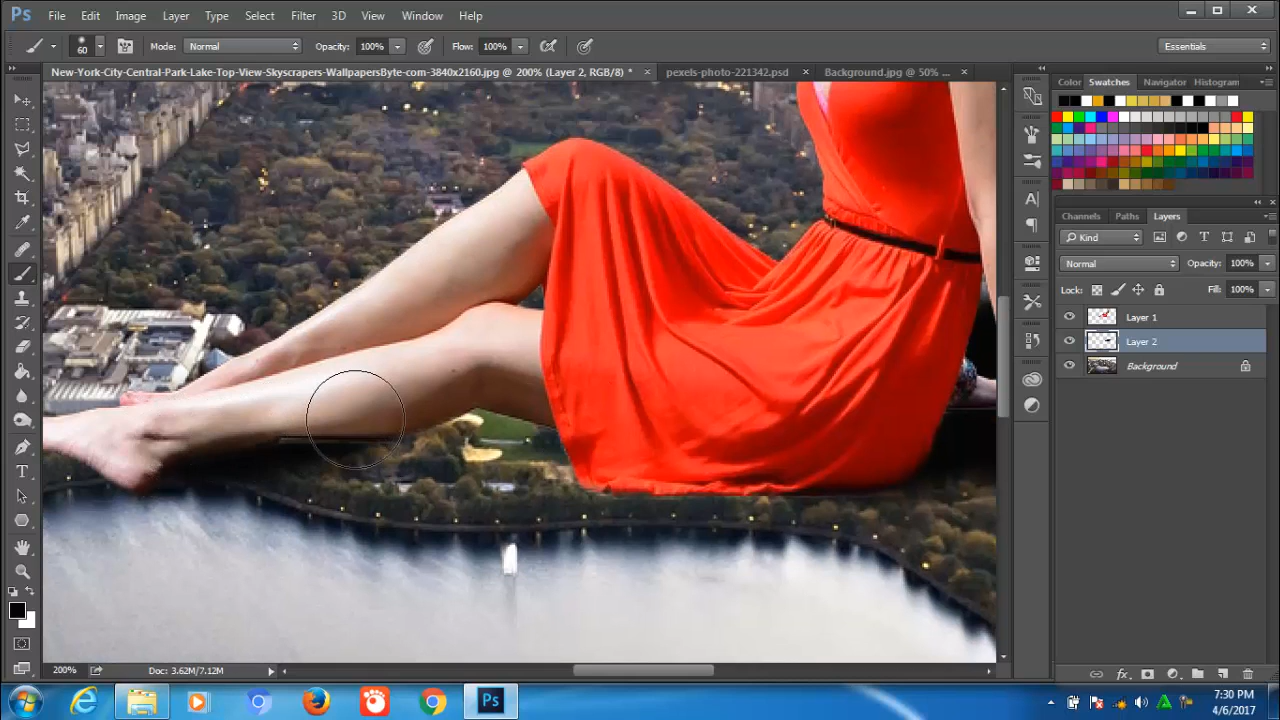 Ps File Edit Image Layer Type Select Filter 3D View Window Help
60 Mode: Normal Opacity: 100% Flow: 100% Essentials
New-York-City-Central-Park-Lake-Top-View-Skyscrapers-WallpapersByte-com-3840x2160.jpg @ 200% (Layer 2, RGB/8) * × pexels-photo-221342.psd × Background.jpg @ 50% ... ×
Color Swatches Navigator Histogram
Channels Paths Layers
Kind
Normal Opacity: 100%
Lock: Fill: 100%
Layer 1
Layer 2
Background
200% Doc: 3.62M/7.12M
Ps
7:30 PM
4/6/2017